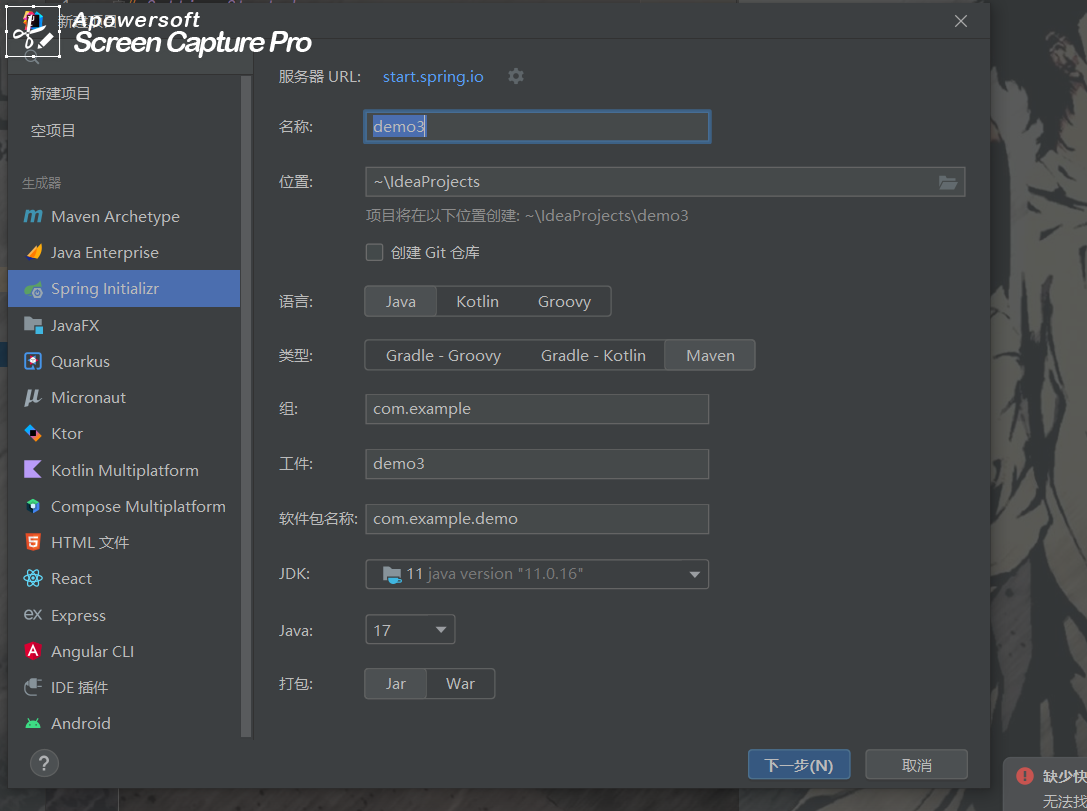 新建项目
Apowersoft
Screen Capture Pro
新建项目
空项目
生成器
Maven Archetype
Java Enterprise
Spring Initializr
JavaFX
Quarkus
Micronaut
Ktor
Kotlin Multiplatform
Compose Multiplatform
HTML 文件
React
Express
Angular CLI
IDE 插件
Android
服务器 URL: start.spring.io
名称: demo3
位置: ~\IdeaProjects
项目将在以下位置创建: ~\IdeaProjects\demo3
创建 Git 仓库
语言: Java Kotlin Groovy
类型: Gradle - Groovy Gradle - Kotlin Maven
组: com.example
工件: demo3
软件包名称: com.example.demo
JDK: 11 java version "11.0.16"
Java: 17
打包: Jar War
?
下一步(N) 取消
缺少快
无法找